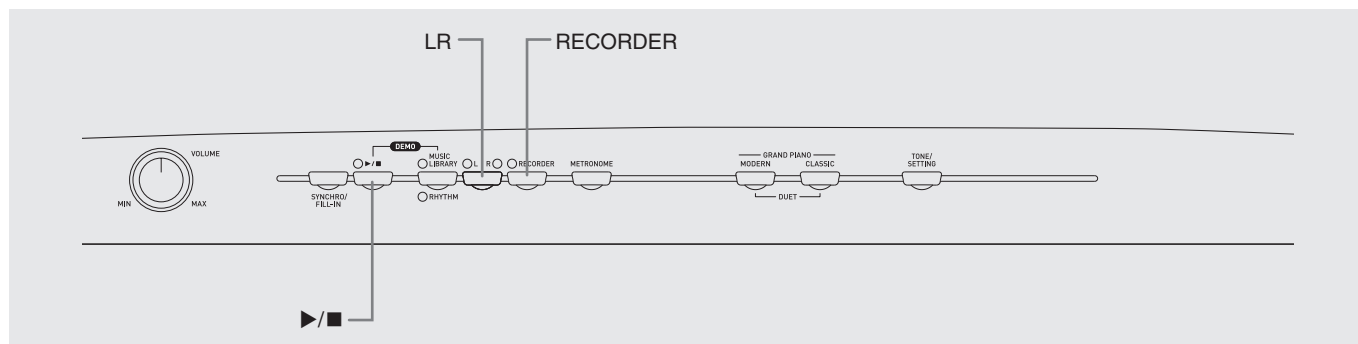 LR RECORDER
VOLUME
MIN MAX
DEMO
▶/■ MUSIC LIBRARY L R RECORDER METRONOME
SYNCHRO/
FILL-IN
RHYTHM
GRAND PIANO
MODERN CLASSIC
DUET
TONE/
SETTING
▶/■